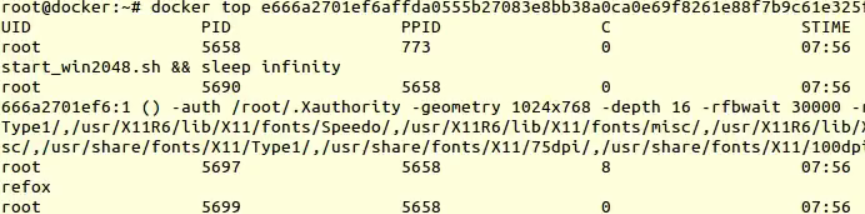 root@docker:~# docker top e666a2701ef6affda0555b27083e8bb38a0ca0e69f8261e88f7b9c61e325f
UID PID PPID C STIME
root 5658 773 0 07:56
start_win2048.sh && sleep infinity
root 5690 5658 0 07:56
666a2701ef6:1 () -auth /root/.Xauthority -geometry 1024x768 -depth 16 -rfbwait 30000 -r
Type1/,/usr/X11R6/lib/X11/fonts/Speedo/,/usr/X11R6/lib/X11/fonts/misc/,/usr/X11R6/lib/X
sc/,/usr/share/fonts/X11/Type1/,/usr/share/fonts/X11/75dpi/,/usr/share/fonts/X11/100dpi
root 5697 5658 8 07:56
refox
root 5699 5658 0 07:56